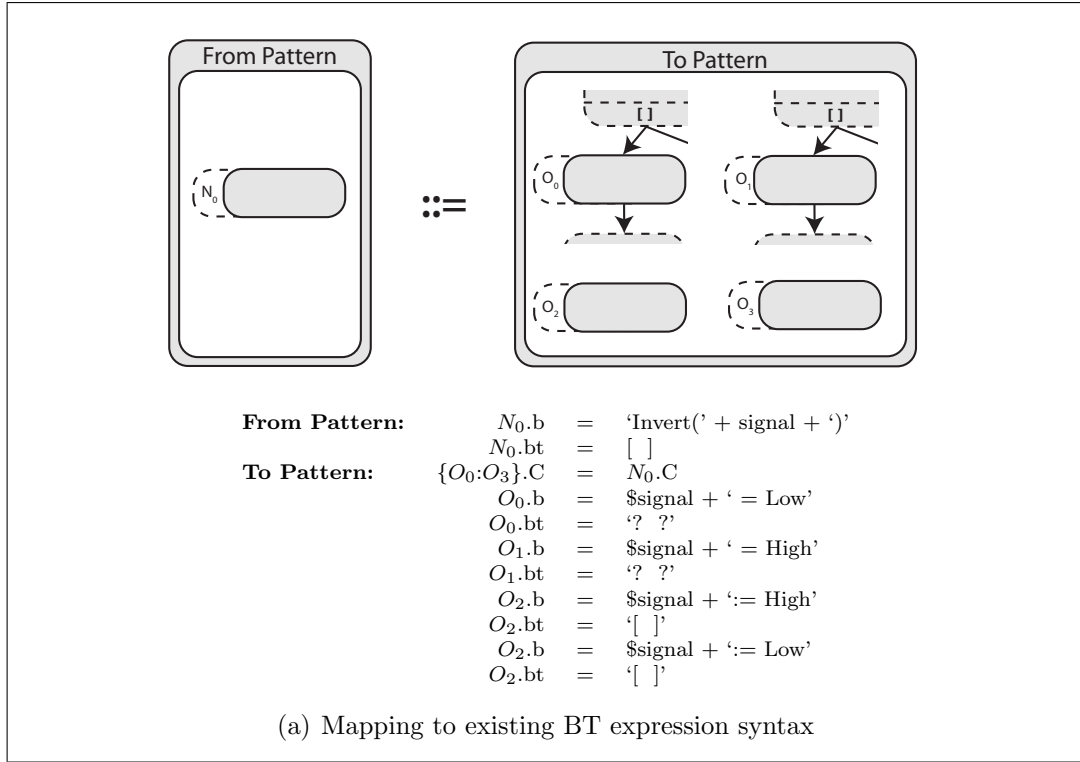 From Pattern
To Pattern
[ ]
[ ]
N0
::=
O0
O1
O2
O3
From Pattern: N0.b = ‘Invert(’ + signal + ‘)’
N0.bt = [ ]
To Pattern: {O0:O3}.C = N0.C
O0.b = $signal + ‘ = Low’
O0.bt = ‘? ?’
O1.b = $signal + ‘ = High’
O1.bt = ‘? ?’
O2.b = $signal + ‘:= High’
O2.bt = ‘[ ]’
O2.b = $signal + ‘:= Low’
O2.bt = ‘[ ]’
(a) Mapping to existing BT expression syntax